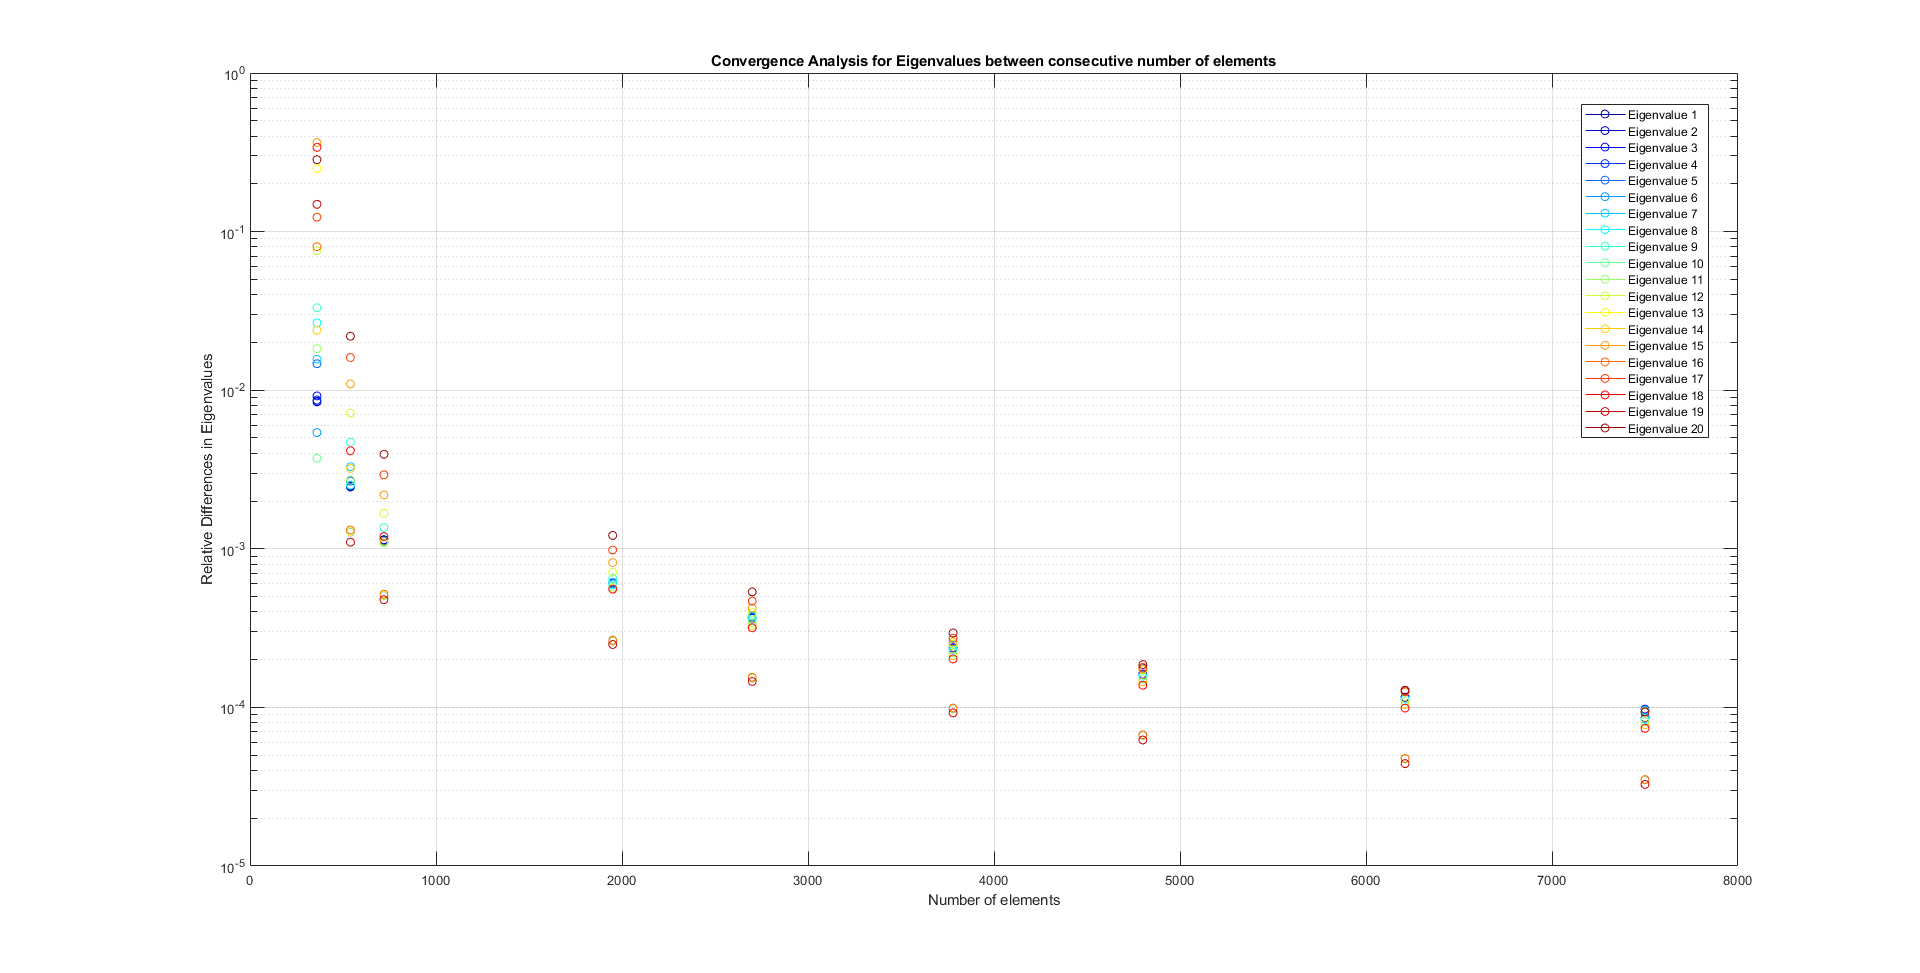 Convergence Analysis for Eigenvalues between consecutive number of elements
10^0
10^-1
10^-2
10^-3
10^-4
10^-5
Relative Differences in Eigenvalues
0 1000 2000 3000 4000 5000 6000 7000 8000
Number of elements
Eigenvalue 1
Eigenvalue 2
Eigenvalue 3
Eigenvalue 4
Eigenvalue 5
Eigenvalue 6
Eigenvalue 7
Eigenvalue 8
Eigenvalue 9
Eigenvalue 10
Eigenvalue 11
Eigenvalue 12
Eigenvalue 13
Eigenvalue 14
Eigenvalue 15
Eigenvalue 16
Eigenvalue 17
Eigenvalue 18
Eigenvalue 19
Eigenvalue 20